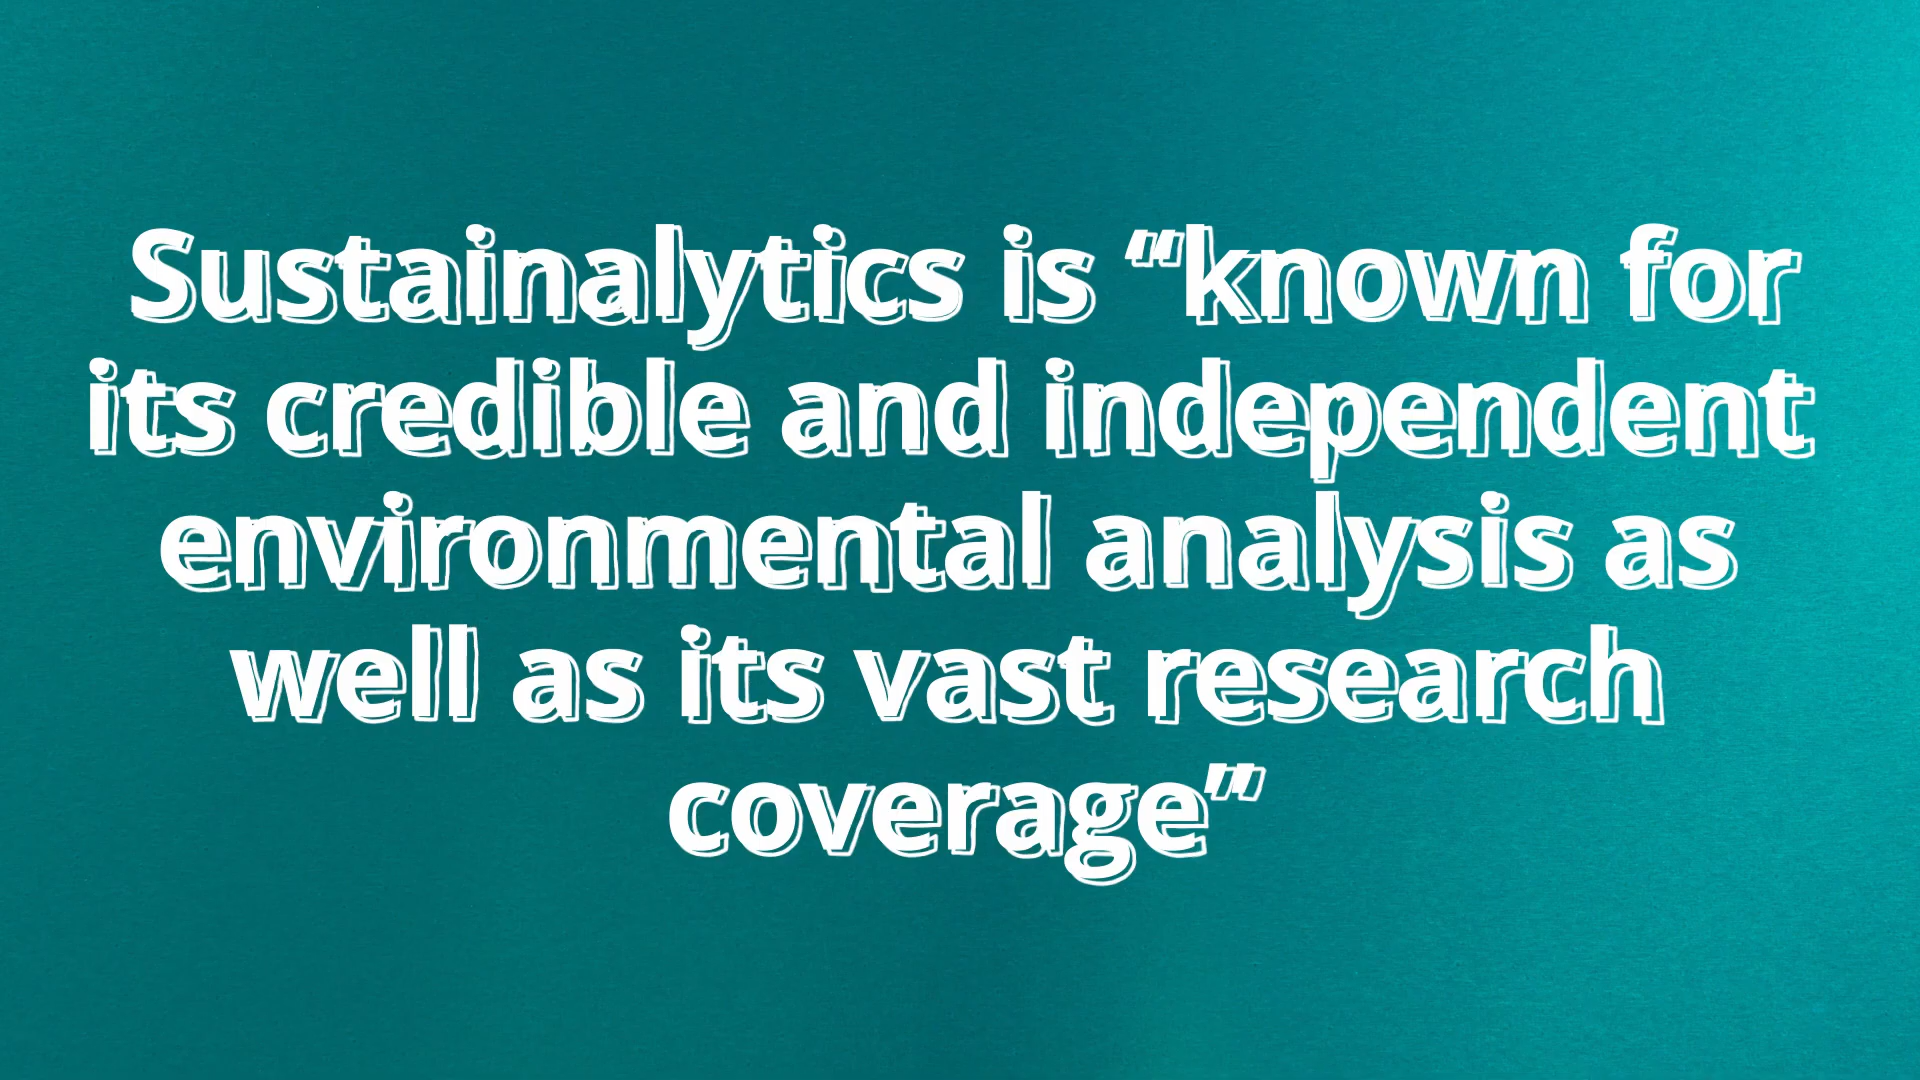 Sustainalytics is “known for
its credible and independent
environmental analysis as
well as its vast research
coverage”